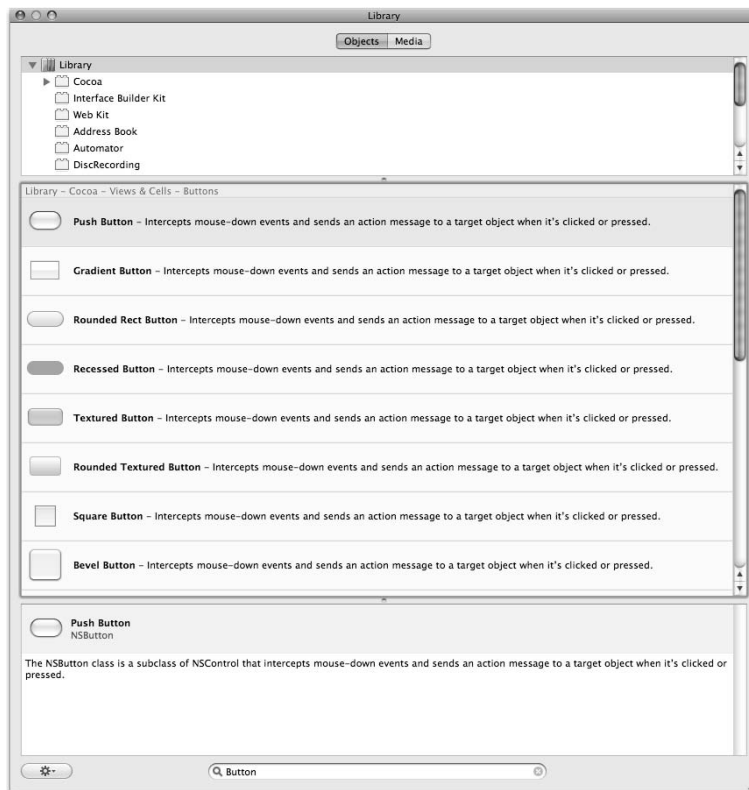 Library
Objects Media
Library
Cocoa
Interface Builder Kit
Web Kit
Address Book
Automator
DiscRecording
Library – Cocoa – Views & Cells – Buttons
Push Button – Intercepts mouse-down events and sends an action message to a target object when it's clicked or pressed.
Gradient Button – Intercepts mouse-down events and sends an action message to a target object when it's clicked or pressed.
Rounded Rect Button – Intercepts mouse-down events and sends an action message to a target object when it's clicked or pressed.
Recessed Button – Intercepts mouse-down events and sends an action message to a target object when it's clicked or pressed.
Textured Button – Intercepts mouse-down events and sends an action message to a target object when it's clicked or pressed.
Rounded Textured Button – Intercepts mouse-down events and sends an action message to a target object when it's clicked or pressed.
Square Button – Intercepts mouse-down events and sends an action message to a target object when it's clicked or pressed.
Bevel Button – Intercepts mouse-down events and sends an action message to a target object when it's clicked or pressed.
Push Button
NSButton
The NSButton class is a subclass of NSControl that intercepts mouse-down events and sends an action message to a target object when it's clicked or
pressed.
Button